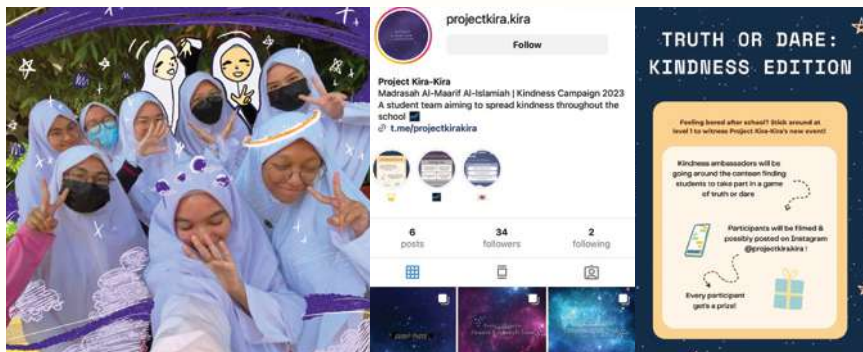 projectkira.kira
Follow
Project Kira-Kira
Madrasah Al-Maarif Al-Islamiah | Kindness Campaign 2023
A student team aiming to spread kindness throughout the
school
t.me/projectkirakira
6
posts
34
followers
2
following
TRUTH OR DARE:
KINDNESS EDITION
Feeling bored after school? Stick around at
level 1 to witness Project Kira-Kira's new event!
Kindness ambassadors will be
going around the canteen finding
students to take part in a game
of truth or dare
Participants will be filmed &
possibly posted on Instagram
@projectkira.kira !
Every participant
gets a prize!